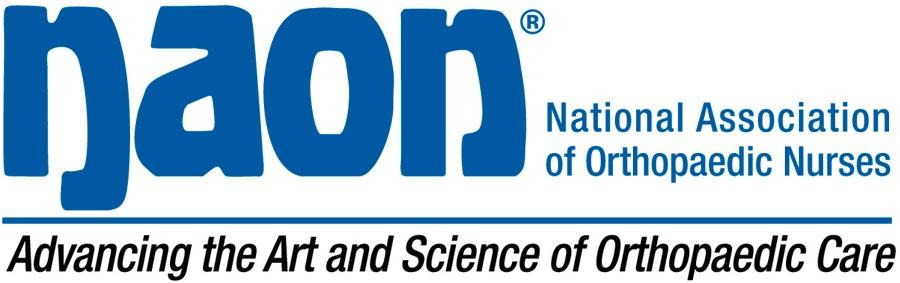 naon®
National Association
of Orthopaedic Nurses
Advancing the Art and Science of Orthopaedic Care